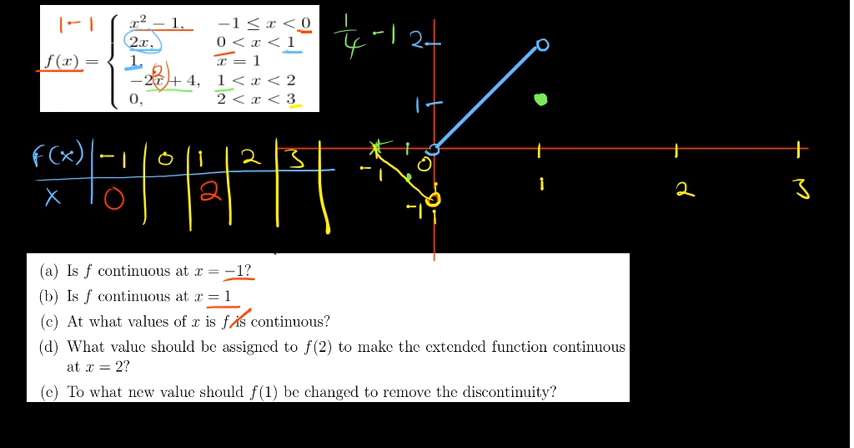 1-1
f(x) = { x² − 1, −1 ≤ x < 0
2x, 0 < x < 1
1, x = 1
−2x + 4, 1 < x < 2
0, 2 < x < 3
1/4 -1
2
1
F(x) -1 0 1 2 3
x 0 2
-1 0 1 2 3
-1
(a) Is f continuous at x = −1?
(b) Is f continuous at x = 1
(c) At what values of x is f is continuous?
(d) What value should be assigned to f(2) to make the extended function continuous
at x = 2?
(e) To what new value should f(1) be changed to remove the discontinuity?